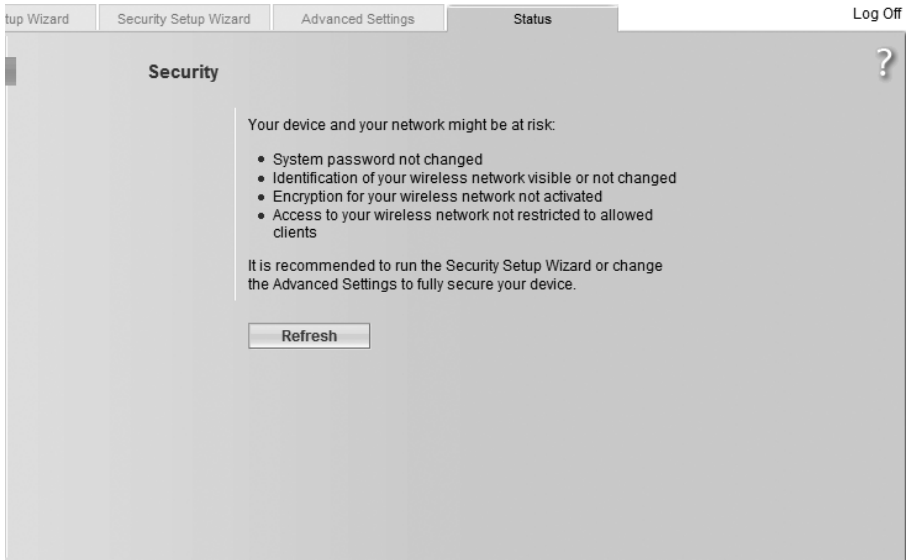 tup Wizard
Security Setup Wizard
Advanced Settings
Status
Log Off
Security
?
Your device and your network might be at risk:
• System password not changed
• Identification of your wireless network visible or not changed
• Encryption for your wireless network not activated
• Access to your wireless network not restricted to allowed
clients
It is recommended to run the Security Setup Wizard or change
the Advanced Settings to fully secure your device.
Refresh